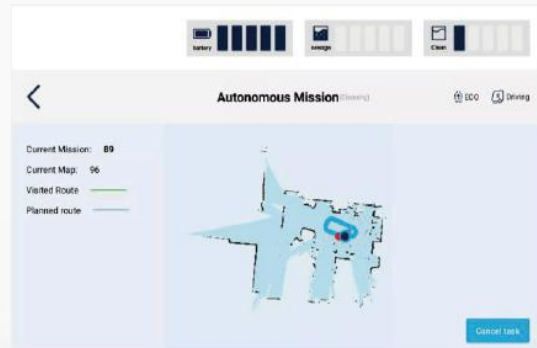 Battery
Sewage
Clean
Autonomous Mission(Cleaning)
ECO
Driving
Current Mission: 89
Current Map: 96
Visited Route
Planned route
Cancel task